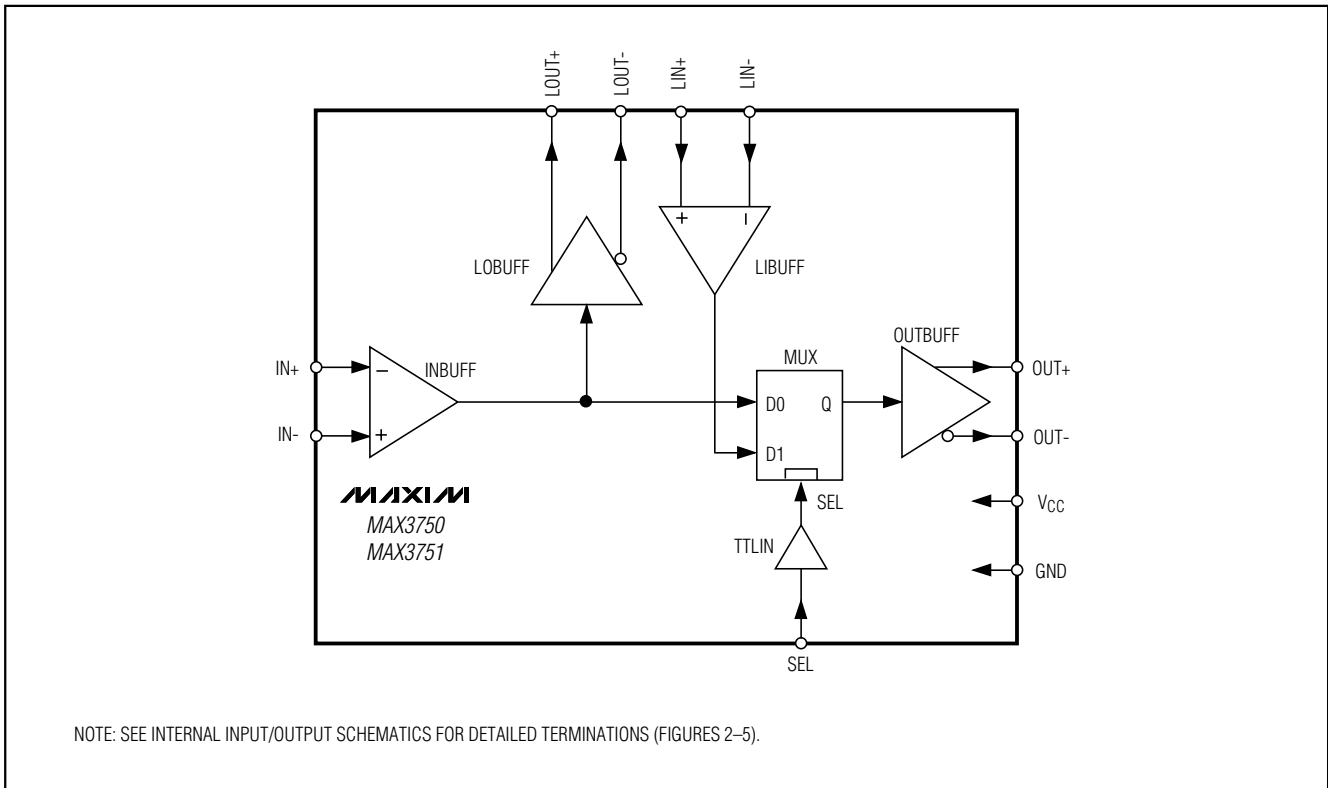 LOUT+
LOUT-
LIN+
LIN-
+
−
LOBUFF
LIBUFF
OUTBUFF
MUX
IN+
−
INBUFF
OUT+
D0
Q
IN-
+
OUT-
D1
MAXIM
MAX3750
MAX3751
SEL
VCC
TTLIN
GND
SEL
NOTE: SEE INTERNAL INPUT/OUTPUT SCHEMATICS FOR DETAILED TERMINATIONS (FIGURES 2–5).